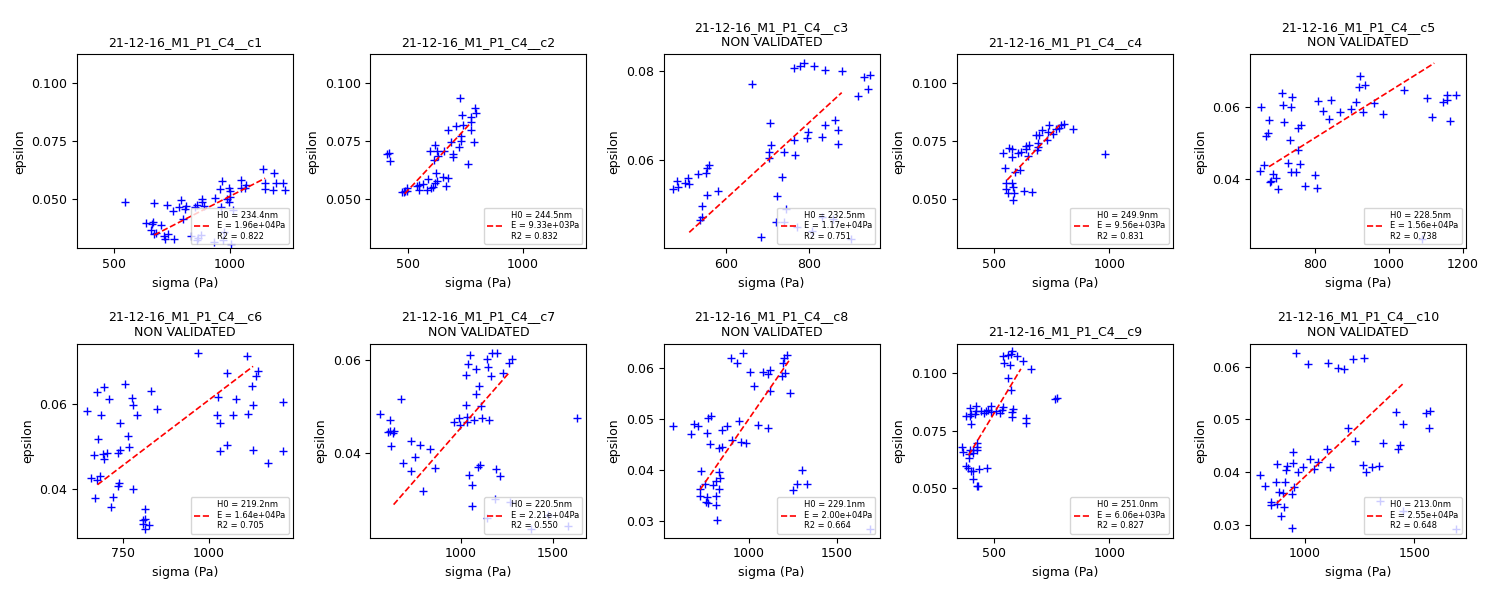 21-12-16_M1_P1_C4__c1
0.100
0.075
0.050
epsilon
500
1000
sigma (Pa)
H0 = 234.4nm
E = 1.96e+04Pa
R2 = 0.822
21-12-16_M1_P1_C4__c2
0.100
0.075
0.050
epsilon
500
1000
sigma (Pa)
H0 = 244.5nm
E = 9.33e+03Pa
R2 = 0.832
21-12-16_M1_P1_C4__c3
NON VALIDATED
0.08
0.06
epsilon
600
800
sigma (Pa)
H0 = 232.5nm
E = 1.17e+04Pa
R2 = 0.751
21-12-16_M1_P1_C4__c4
0.100
0.075
0.050
epsilon
500
1000
sigma (Pa)
H0 = 249.9nm
E = 9.56e+03Pa
R2 = 0.831
21-12-16_M1_P1_C4__c5
NON VALIDATED
0.06
0.04
epsilon
800
1000
1200
sigma (Pa)
H0 = 228.5nm
E = 1.56e+04Pa
R2 = 0.738
21-12-16_M1_P1_C4__c6
NON VALIDATED
0.06
0.04
epsilon
750
1000
sigma (Pa)
H0 = 219.2nm
E = 1.64e+04Pa
R2 = 0.705
21-12-16_M1_P1_C4__c7
NON VALIDATED
0.06
0.04
epsilon
1000
1500
sigma (Pa)
H0 = 220.5nm
E = 2.21e+04Pa
R2 = 0.550
21-12-16_M1_P1_C4__c8
NON VALIDATED
0.06
0.05
0.04
0.03
epsilon
1000
1500
sigma (Pa)
H0 = 229.1nm
E = 2.00e+04Pa
R2 = 0.664
21-12-16_M1_P1_C4__c9
0.100
0.075
0.050
epsilon
500
1000
sigma (Pa)
H0 = 251.0nm
E = 6.06e+03Pa
R2 = 0.827
21-12-16_M1_P1_C4__c10
NON VALIDATED
0.06
0.05
0.04
0.03
epsilon
1000
1500
sigma (Pa)
H0 = 213.0nm
E = 2.55e+04Pa
R2 = 0.648